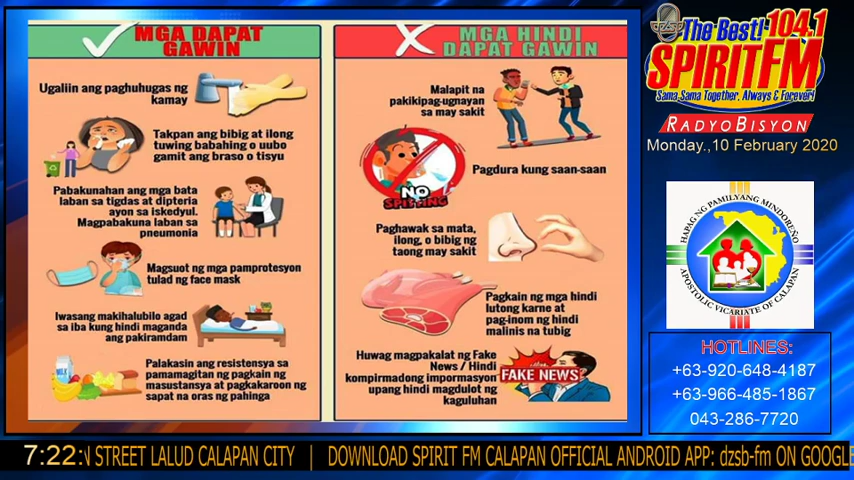 MGA DAPAT
GAWIN
Ugaliin ang paghuhugas ng
kamay
Takpan ang bibig at ilong
tuwing babahing o uubo
gamit ang braso o tisyu
Pabakunahan ang mga bata
laban sa tigdas at dipteria
ayon sa iskedyul.
Magpabakuna laban sa
pneumonia
Magsuot ng mga pamprotesyon
tulad ng face mask
Iwasang makihalubilo agad
sa iba kung hindi maganda
ang pakiramdam
MILK
Palakasin ang resistensya sa
pamamagitan ng pagkain ng
masustansya at pagkakaroon ng
sapat na oras ng pahinga
MGA HINDI
DAPAT GAWIN
Malapit na
pakikipag-ugnayan
sa may sakit
NO
SPITTING
Pagdura kung saan-saan
Paghawak sa mata,
ilong, o bibig ng
taong may sakit
Pagkain ng mga hindi
lutong karne at
pag-inom ng hindi
malinis na tubig
Huwag magpakalat ng Fake
News / Hindi
kompirmadong impormasyon
upang hindi magdulot ng
kaguluhan
FAKE NEWS
The Best! 104.1
SPIRIT FM
Sama Sama Together, Always & Forever!
RADYOBISYON
Monday.,10 February 2020
HAPAG NG PAMILYANG MINDOREÑO
APOSTOLIC VICARIATE OF CALAPAN
HOTLINES:
+63-920-648-4187
+63-966-485-1867
043-286-7720
7:22: N STREET LALUD CALAPAN CITY | DOWNLOAD SPIRIT FM CALAPAN OFFICIAL ANDROID APP: dzsb-fm ON GOOGL